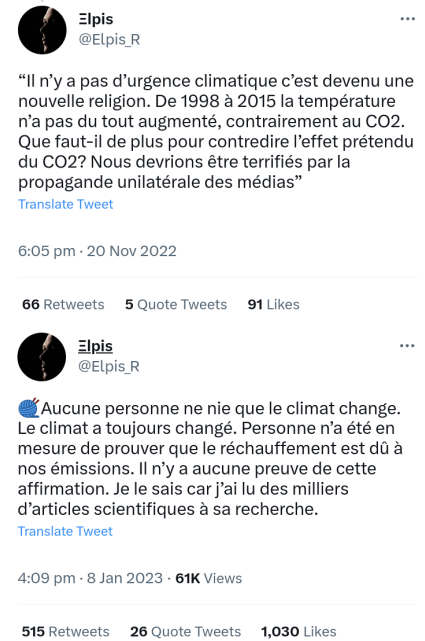 Ξlpis
@Elpis_R
“Il n’y a pas d’urgence climatique c’est devenu une
nouvelle religion. De 1998 à 2015 la température
n’a pas du tout augmenté, contrairement au CO2.
Que faut-il de plus pour contredire l’effet prétendu
du CO2? Nous devrions être terrifiés par la
propagande unilatérale des médias”
Translate Tweet
6:05 pm · 20 Nov 2022
66 Retweets 5 Quote Tweets 91 Likes
Ξlpis
@Elpis_R
Aucune personne ne nie que le climat change.
Le climat a toujours changé. Personne n’a été en
mesure de prouver que le réchauffement est dû à
nos émissions. Il n’y a aucune preuve de cette
affirmation. Je le sais car j’ai lu des milliers
d’articles scientifiques à sa recherche.
Translate Tweet
4:09 pm · 8 Jan 2023 · 61K Views
515 Retweets 26 Quote Tweets 1,030 Likes